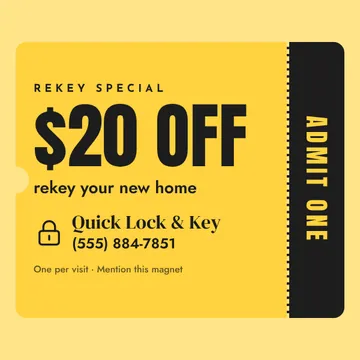 REKEY SPECIAL
$20 OFF
rekey your new home
Quick Lock & Key
(555) 884-7851
One per visit · Mention this magnet
ADMIT ONE